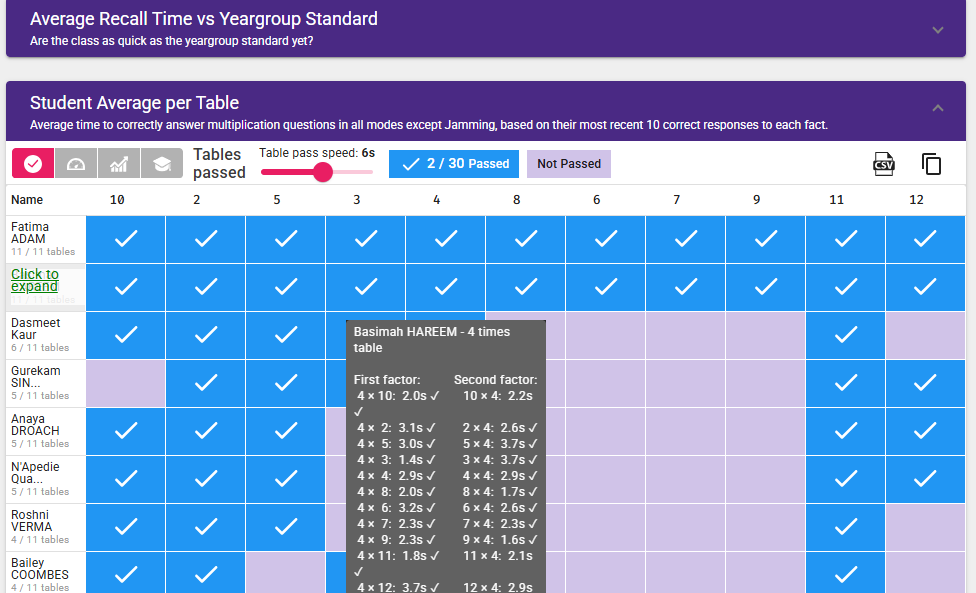 Average Recall Time vs Yeargroup Standard
Are the class as quick as the yeargroup standard yet?
Student Average per Table
Average time to correctly answer multiplication questions in all modes except Jamming, based on their most recent 10 correct responses to each fact.
Tables passed
Table pass speed: 6s
✓ 2 / 30 Passed
Not Passed
CSV
Name 10 2 5 3 4 8 6 7 9 11 12
Fatima
ADAM
11 / 11 tables
Click to
expand
11 / 11 tables
Dasmeet
Kaur
6 / 11 tables
Gurekam
SIN...
5 / 11 tables
Anaya
DROACH
5 / 11 tables
N'Apedie
Qua...
5 / 11 tables
Roshni
VERMA
4 / 11 tables
Bailey
COOMBES
4 / 11 tables
Basimah HAREEM - 4 times
table
First factor: Second factor:
4 × 10: 2.0s ✓ 10 × 4: 2.2s
✓
4 × 2: 3.1s ✓ 2 × 4: 2.6s ✓
4 × 5: 3.0s ✓ 5 × 4: 3.7s ✓
4 × 3: 1.4s ✓ 3 × 4: 3.7s ✓
4 × 4: 2.9s ✓ 4 × 4: 2.9s ✓
4 × 8: 2.0s ✓ 8 × 4: 1.7s ✓
4 × 6: 3.2s ✓ 6 × 4: 2.6s ✓
4 × 7: 2.3s ✓ 7 × 4: 2.3s ✓
4 × 9: 2.3s ✓ 9 × 4: 1.6s ✓
4 × 11: 1.8s ✓ 11 × 4: 2.1s
✓
4 × 12: 3.7s ✓ 12 × 4: 2.9s